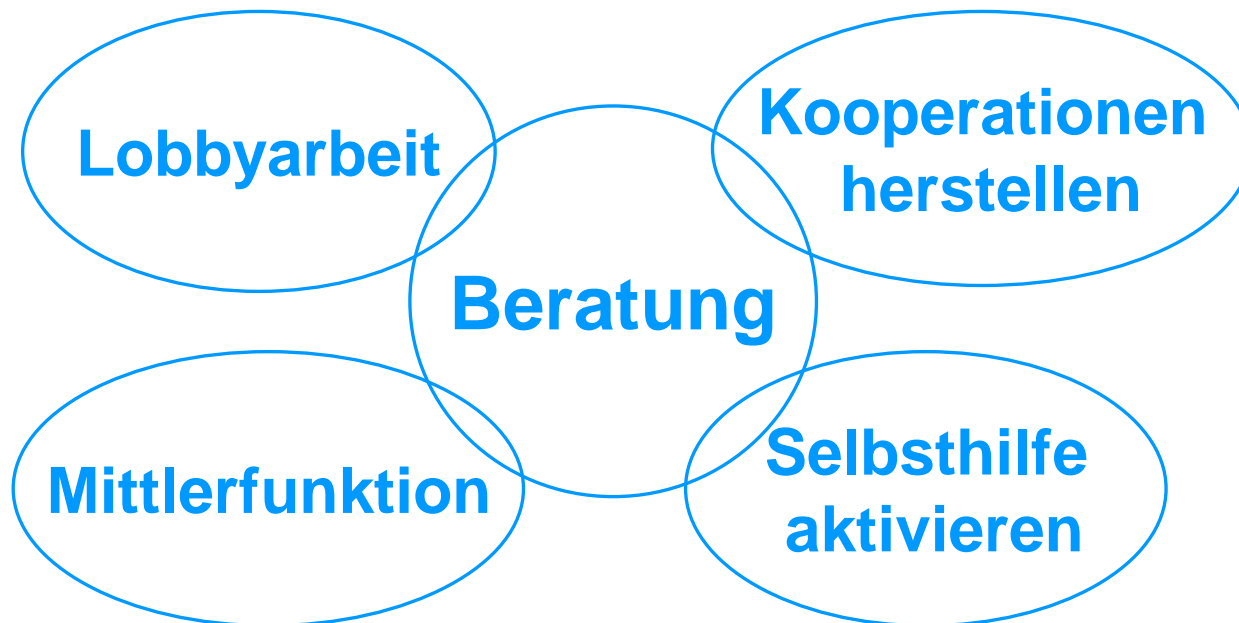 Lobbyarbeit
Kooperationen
herstellen
Beratung
Mittlerfunktion
Selbsthilfe
aktivieren